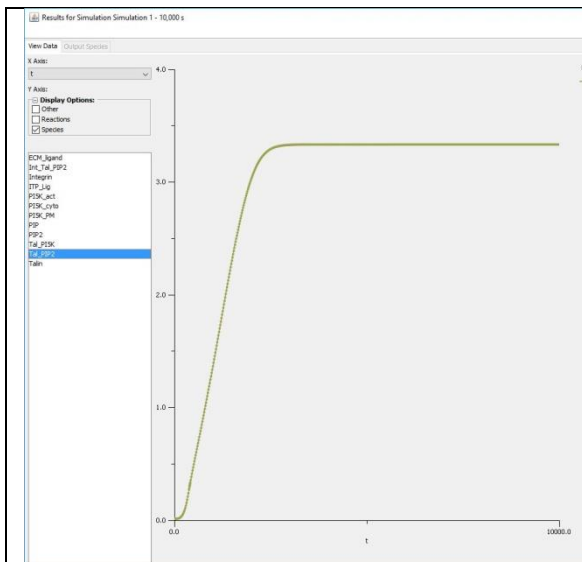 Results for Simulation Simulation 1 - 10,000 s
View Data Output Species
X Axis:
t
Y Axis:
Display Options:
Other
Reactions
Species
ECM_ligand
Int_Tal_PIP2
Integrin
ITP_Lig
PI5K_act
PI5K_cyto
PI5K_PM
PIP
PIP2
Tal_PI5K
Tal_PIP2
Talin
4.0
3.0
2.0
1.0
0.0
0.0
10000.0
t